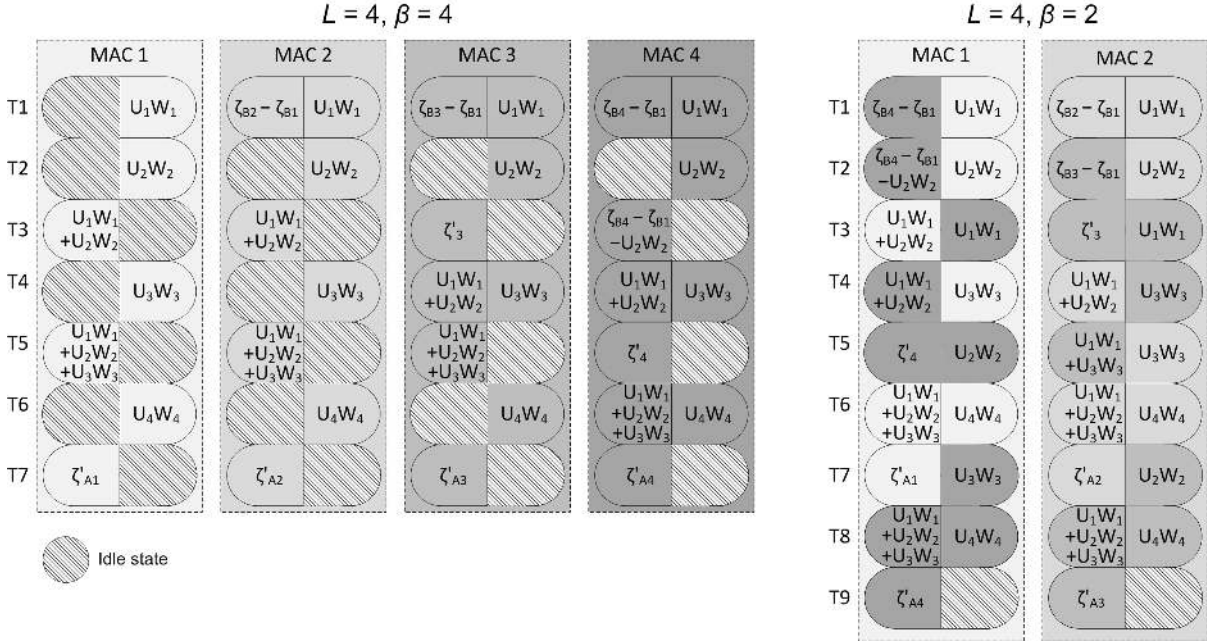 L = 4, β = 4
MAC 1 MAC 2 MAC 3 MAC 4
T1 U₁W₁ ζB2 – ζB1 U₁W₁ ζB3 – ζB1 U₁W₁ ζB4 – ζB1 U₁W₁
T2 U₂W₂ U₂W₂ U₂W₂ U₂W₂
T3 U₁W₁ +U₂W₂ U₁W₁ +U₂W₂ ζ'₃ ζB4 – ζB1 –U₂W₂
T4 U₃W₃ U₃W₃ U₁W₁ +U₂W₂ U₃W₃ U₁W₁ +U₂W₂ U₃W₃
T5 U₁W₁ +U₂W₂ +U₃W₃ U₁W₁ +U₂W₂ +U₃W₃ U₁W₁ +U₂W₂ +U₃W₃ ζ'₄
T6 U₄W₄ U₄W₄ U₄W₄ U₁W₁ +U₂W₂ +U₃W₃ U₄W₄
T7 ζ'A1 ζ'A2 ζ'A3 ζ'A4
Idle state
L = 4, β = 2
MAC 1 MAC 2
T1 ζB4 – ζB1 U₁W₁ ζB2 – ζB1 U₁W₁
T2 ζB4 – ζB1 –U₂W₂ U₂W₂ ζB3 – ζB1 U₂W₂
T3 U₁W₁ +U₂W₂ U₁W₁ ζ'₃ U₁W₁
T4 U₁W₁ +U₂W₂ U₃W₃ U₁W₁ +U₂W₂ U₃W₃
T5 ζ'₄ U₂W₂ U₁W₁ +U₃W₃ U₃W₃
T6 U₁W₁ +U₂W₂ +U₃W₃ U₄W₄ U₁W₁ +U₂W₂ +U₃W₃ U₄W₄
T7 ζ'A1 U₃W₃ ζ'A2 U₂W₂
T8 U₁W₁ +U₂W₂ +U₃W₃ U₄W₄ U₁W₁ +U₂W₂ +U₃W₃ U₄W₄
T9 ζ'A4 ζ'A3